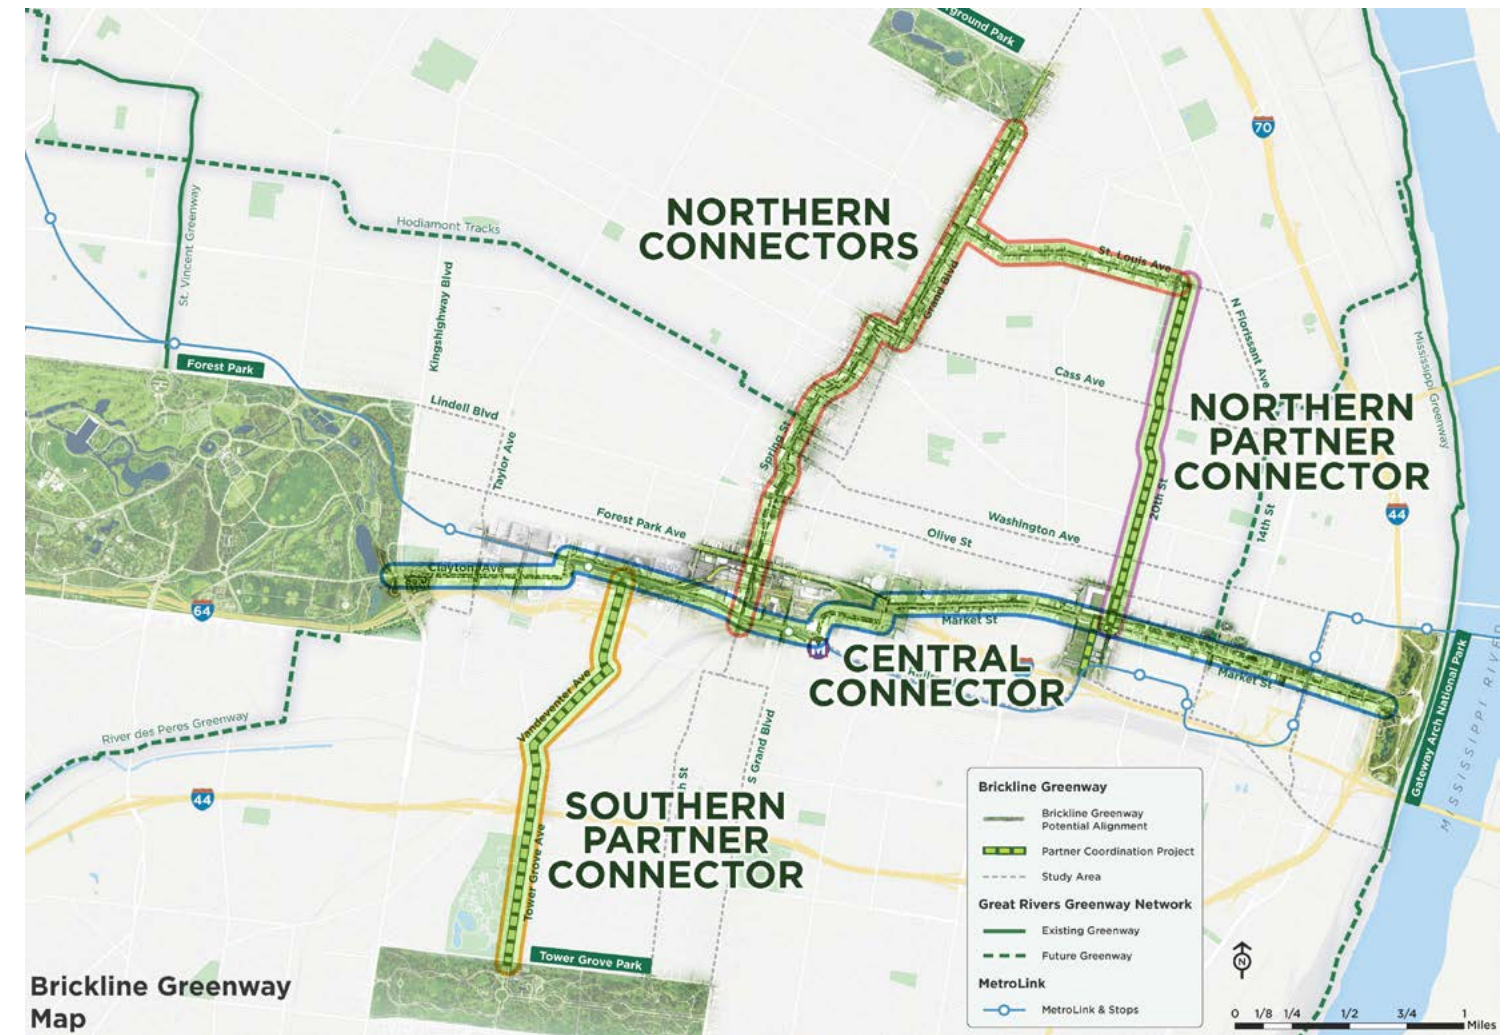 rground Park
70
NORTHERN
CONNECTORS
Hodiamont Tracks
St. Vincent Greenway
Kingshighway Blvd
St. Louis Ave
Grand Blvd
N Florissant Ave
Mississippi Greenway
Forest Park
Lindell Blvd
Taylor Ave
Cass Ave
NORTHERN
PARTNER
CONNECTOR
Spring St
20th St
14th St
44
Forest Park Ave
Washington Ave
Olive St
Clayton Ave
64
Market St
M
CENTRAL
CONNECTOR
Market St
Gateway Arch National Park
MISSISSIPPI RIVER
River des Peres Greenway
Vandeventer Ave
S Grand Blvd
h St
44
SOUTHERN
PARTNER
CONNECTOR
Tower Grove Ave
Tower Grove Park
Brickline Greenway
Brickline Greenway
Potential Alignment
Partner Coordination Project
Study Area
Great Rivers Greenway Network
Existing Greenway
Future Greenway
MetroLink
MetroLink & Stops
N
0 1/8 1/4 1/2 3/4 1
Miles
Brickline Greenway
Map